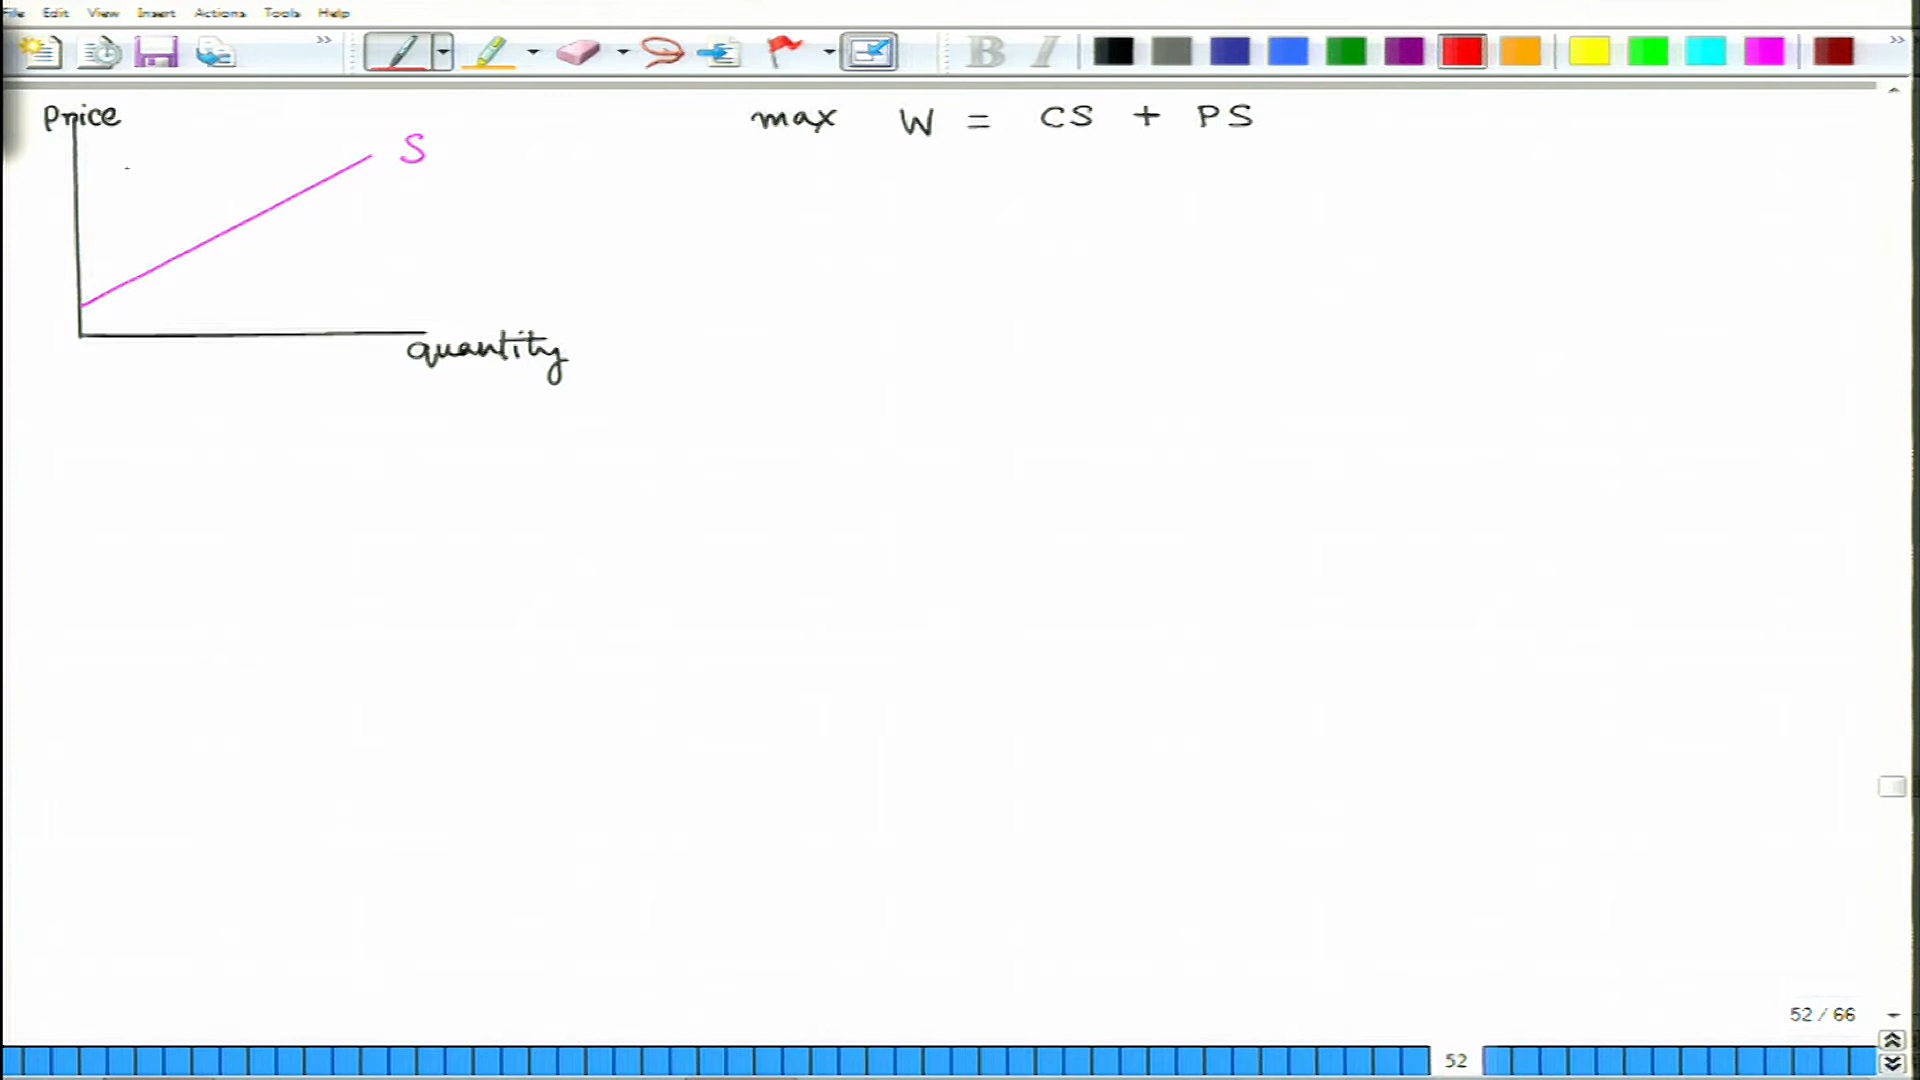 File Edit View Insert Actions Tools Help
B I
Price
max W = CS + PS
S
quantity
52 / 66
52